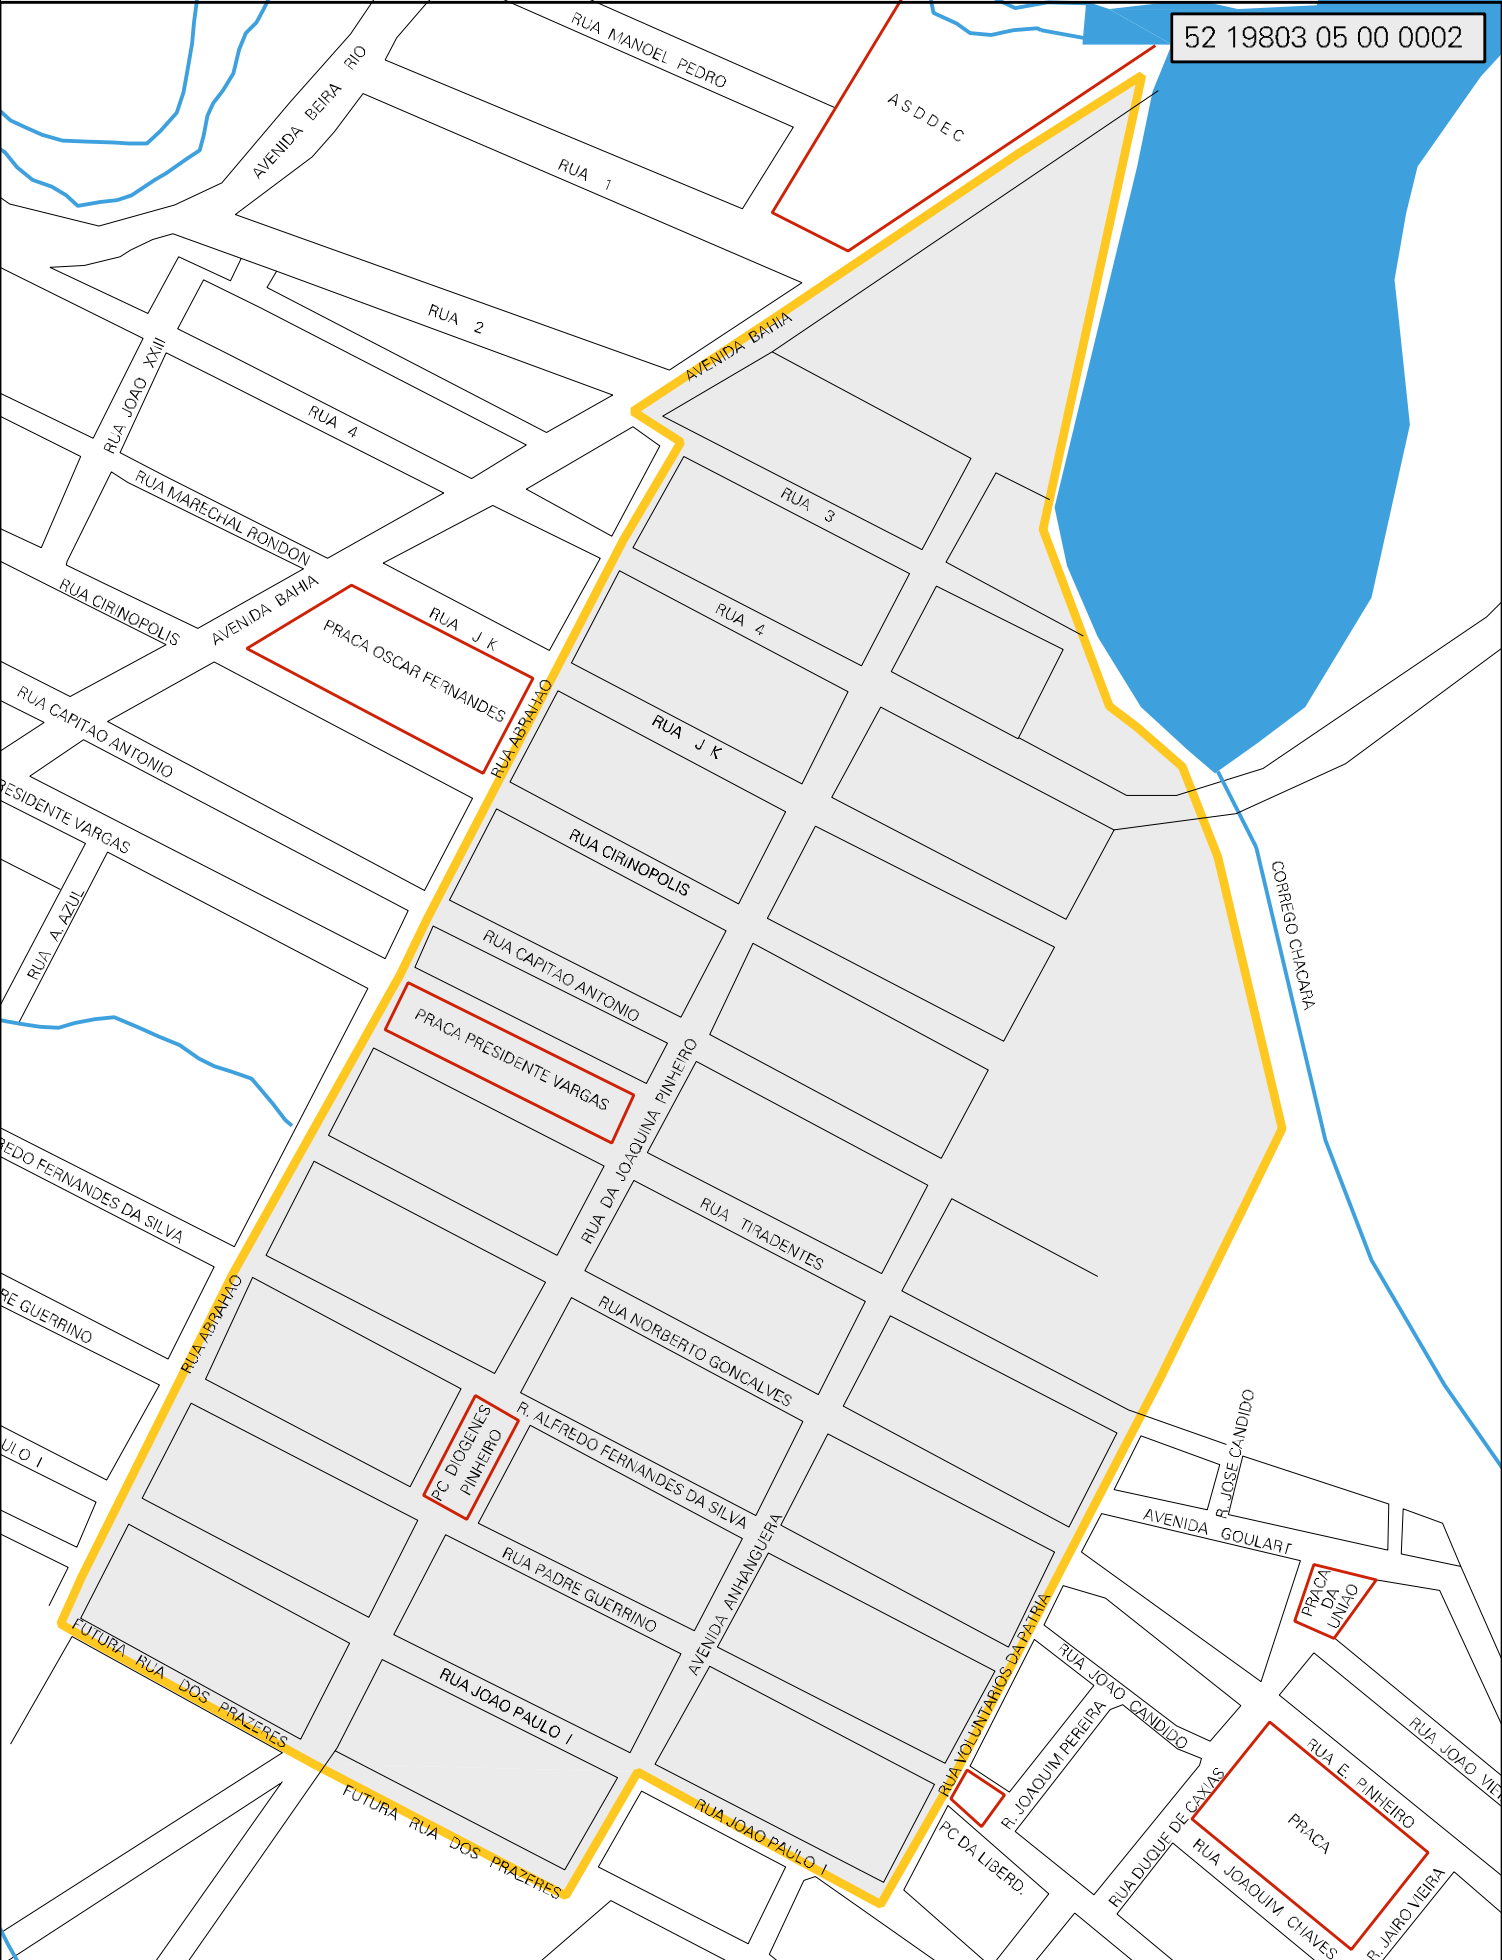 52 19803 05 00 0002
RUA MANOEL PEDRO
AVENIDA BEIRA RIO
ASDDEC
RUA 1
RUA 2
AVENIDA BAHIA
RUA JOAO XXIII
RUA 4
RUA MARECHAL RONDON
RUA 3
RUA CIRINOPOLIS
AVENIDA BAHIA
RUA J K
RUA 4
PRACA OSCAR FERNANDES
RUA CAPITAO ANTONIO
RUA ABRAHAO
RUA J K
RESIDENTE VARGAS
RUA CIRINOPOLIS
RUA A. AZUL
CORREGO CHACARA
RUA CAPITAO ANTONIO
PRACA PRESIDENTE VARGAS
RUA DA JOAQUINA PINHEIRO
REDO FERNANDES DA SILVA
RUA TIRADENTES
RE GUERRINO
RUA ABRAHAO
RUA NORBERTO GONCALVES
R. ALFREDO FERNANDES DA SILVA
PC DIOGENES
PINHEIRO
R. JOSE CANDIDO
ULO I
AVENIDA GOULART
RUA PADRE GUERRINO
AVENIDA ANHANGUERA
PRACA
DA
UNIAO
FUTURA RUA DOS PRAZERES
RUA JOAO PAULO I
RUA VOLUNTARIOS DA PATRIA
RUA JOAO CANDIDO
R. JOAQUIM PEREIRA
RUA JOAO VIEI
RUA E. PINHEIRO
FUTURA RUA DOS PRAZERES
RUA JOAO PAULO I
PC DA LIBERD.
RUA DUQUE DE CAXIAS
PRACA
RUA JOAQUIM CHAVES
R. JAIRO VIEIRA